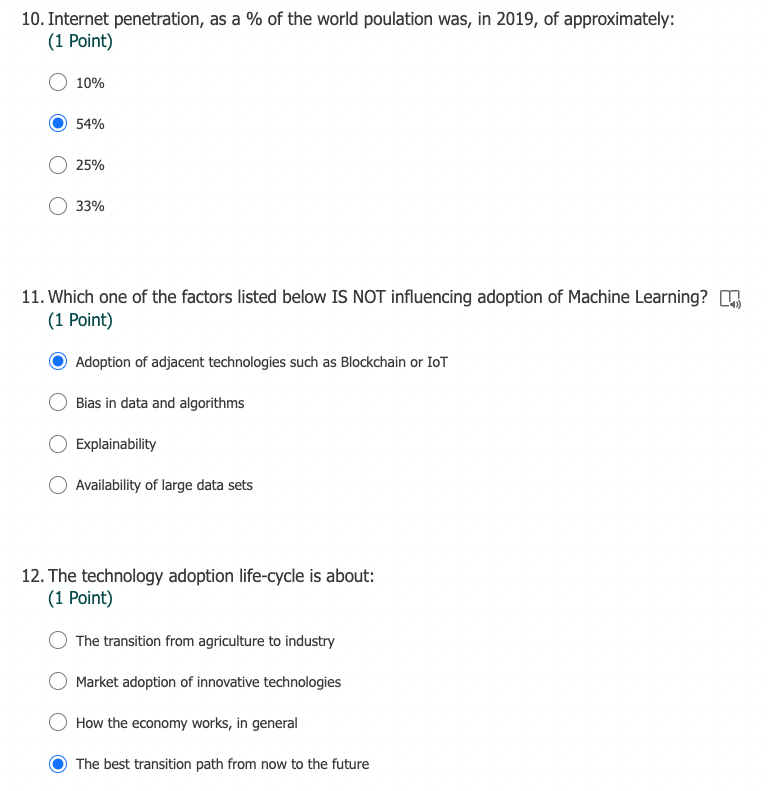 10. Internet penetration, as a % of the world poulation was, in 2019, of approximately:
(1 Point)
10%
54%
25%
33%
11. Which one of the factors listed below IS NOT influencing adoption of Machine Learning?
(1 Point)
Adoption of adjacent technologies such as Blockchain or IoT
Bias in data and algorithms
Explainability
Availability of large data sets
12. The technology adoption life-cycle is about:
(1 Point)
The transition from agriculture to industry
Market adoption of innovative technologies
How the economy works, in general
The best transition path from now to the future